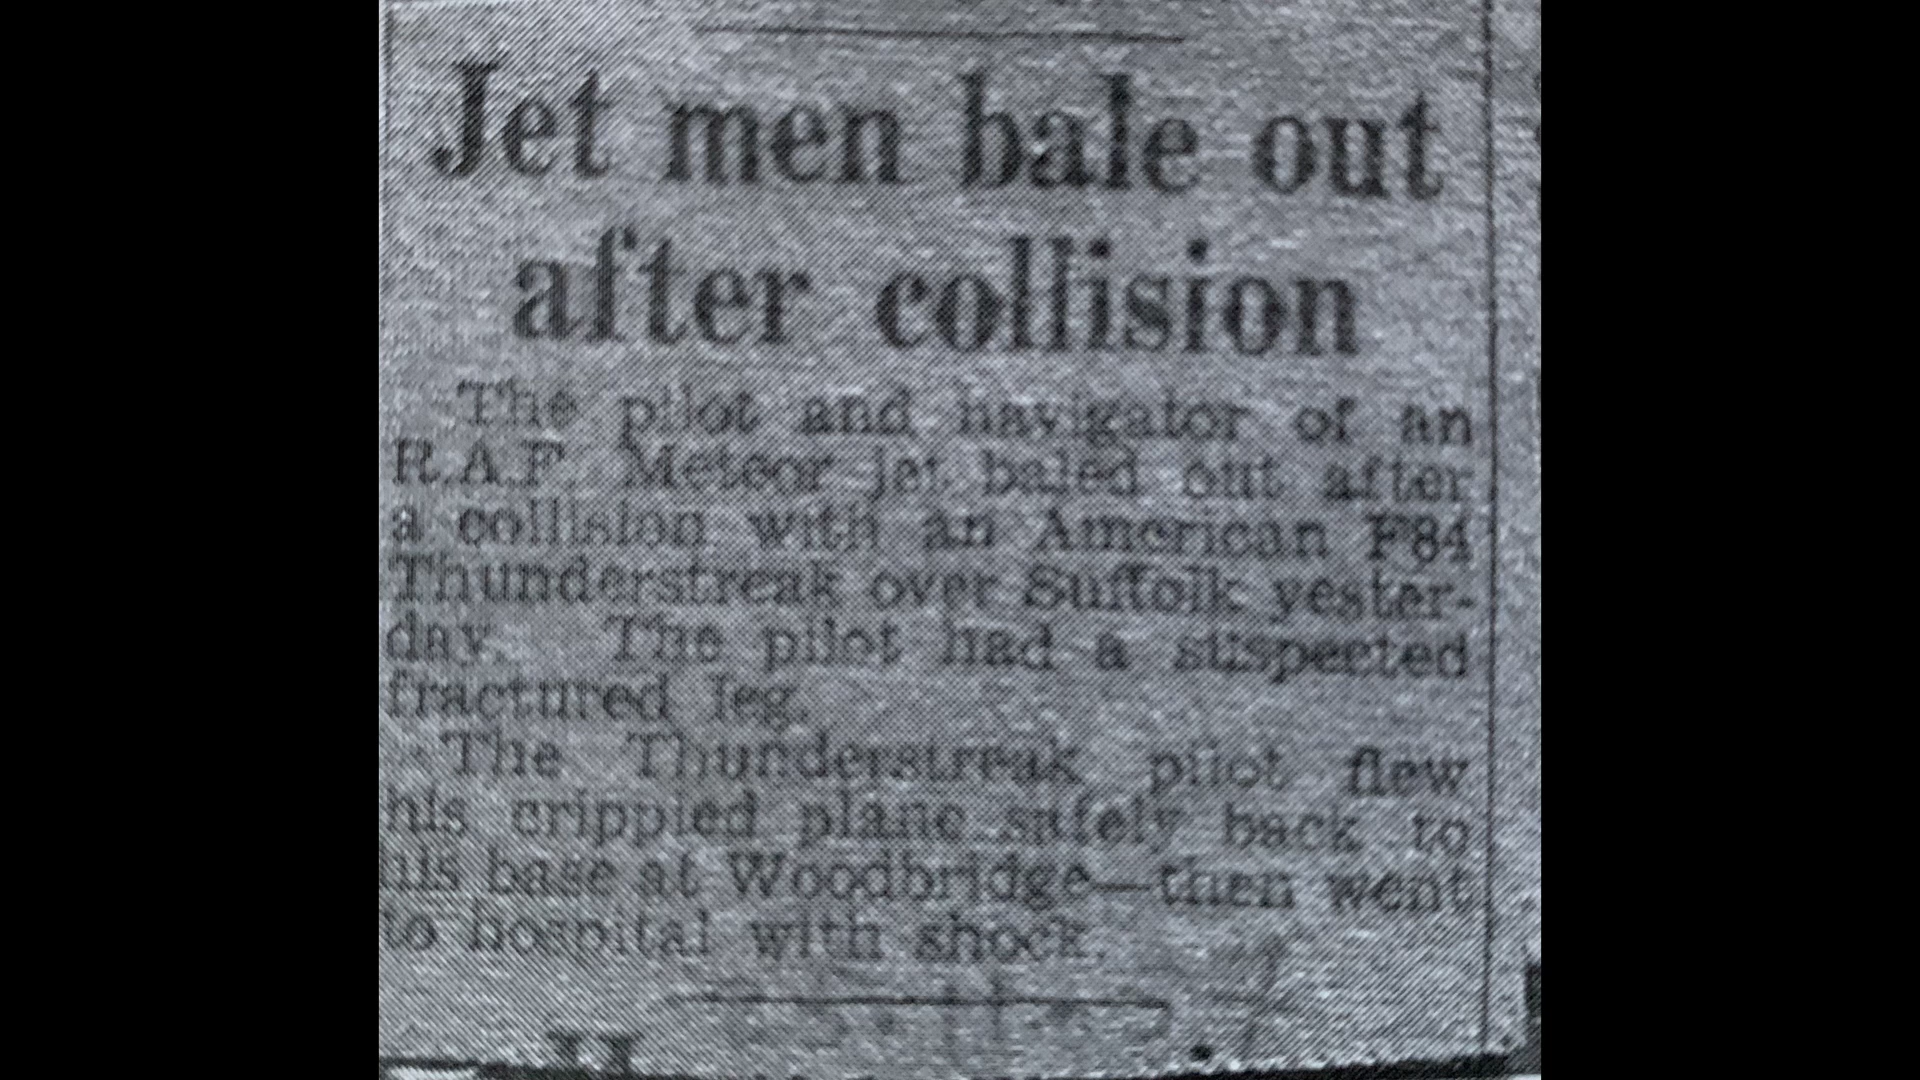 Jet men bale out
after collision
The pilot and navigator of an
R.A.F. Meteor jet baled out after
a collision with an American F84
Thunderstreak over Suffolk yester-
day. The pilot had a suspected
fractured leg.
The Thunderstreak pilot flew
his crippled plane safely back to
his base at Woodbridge—then went
to hospital with shock.